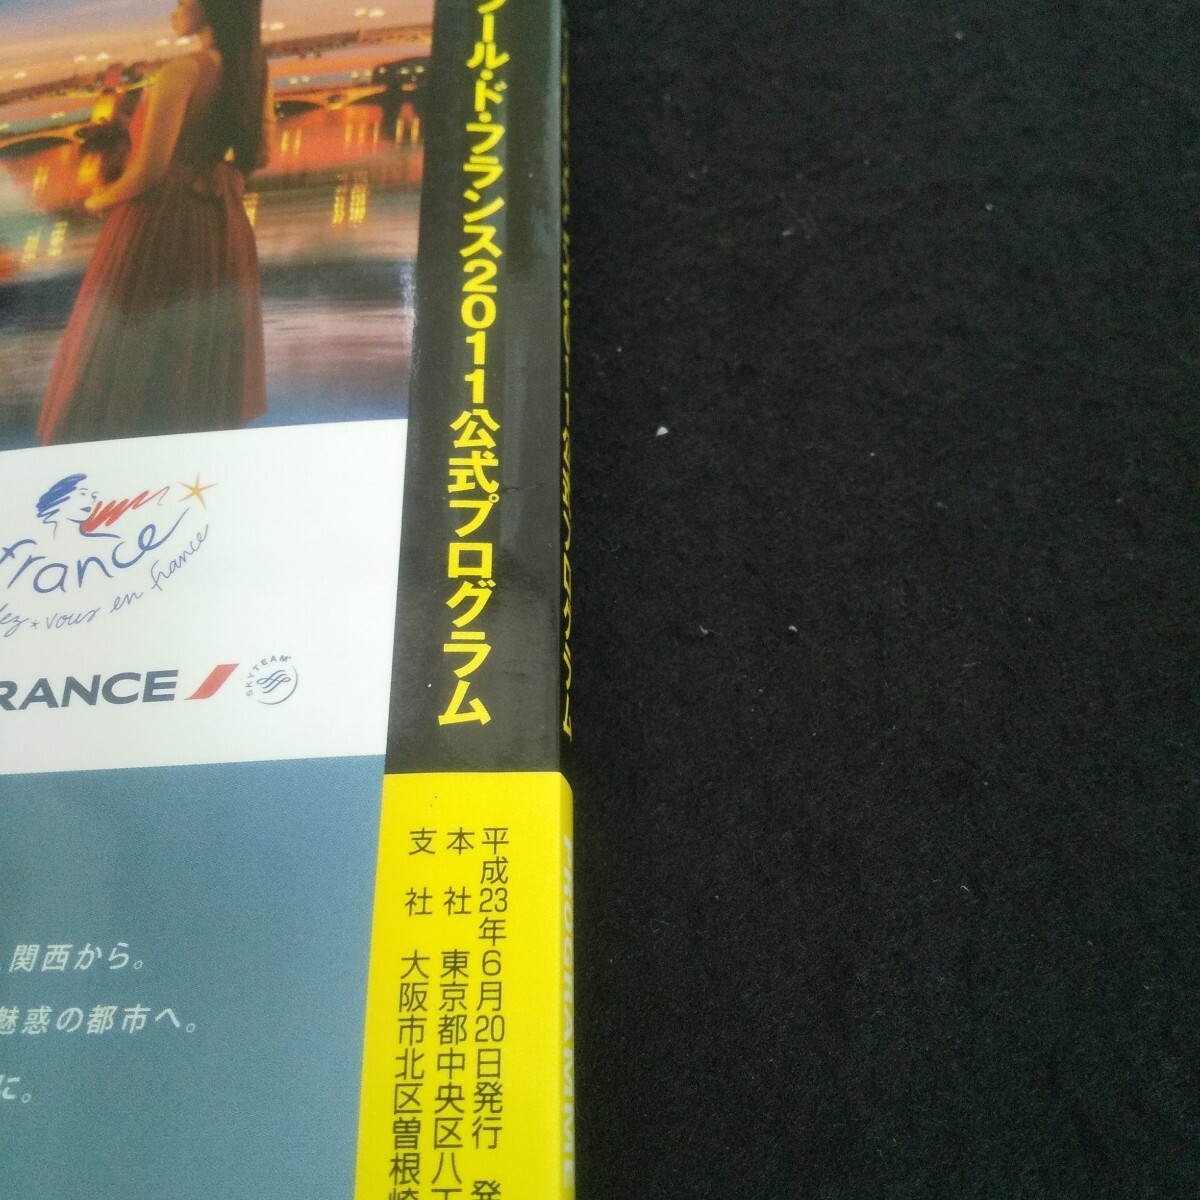 ツール・ド・フランス2011公式プログラム
平成23年6月20日発行 発
本社 東京都中央区八丁
支社 大阪市北区曽根崎
france
vous en france
RANCE
SKYTEAM
関西から。
魅惑の都市へ。
に。
PROGRAMME